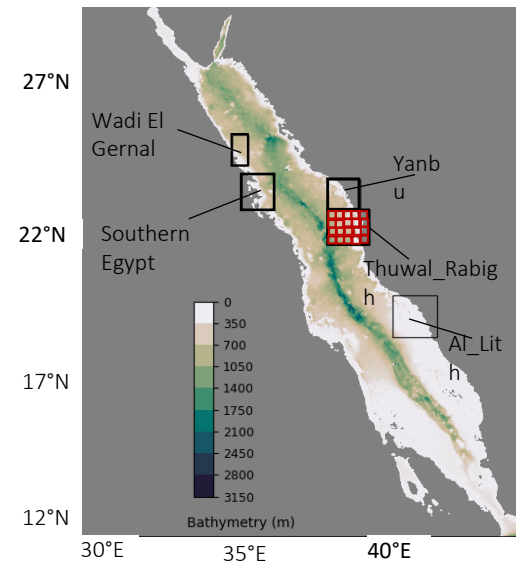 27°N
Wadi El
Gernal
Yanb
u
22°N
Southern
Egypt
Thuwal_Rabig
h
Al_Lit
h
0
350
700
1050
1400
1750
2100
2450
2800
3150
Bathymetry (m)
17°N
12°N
30°E
35°E
40°E